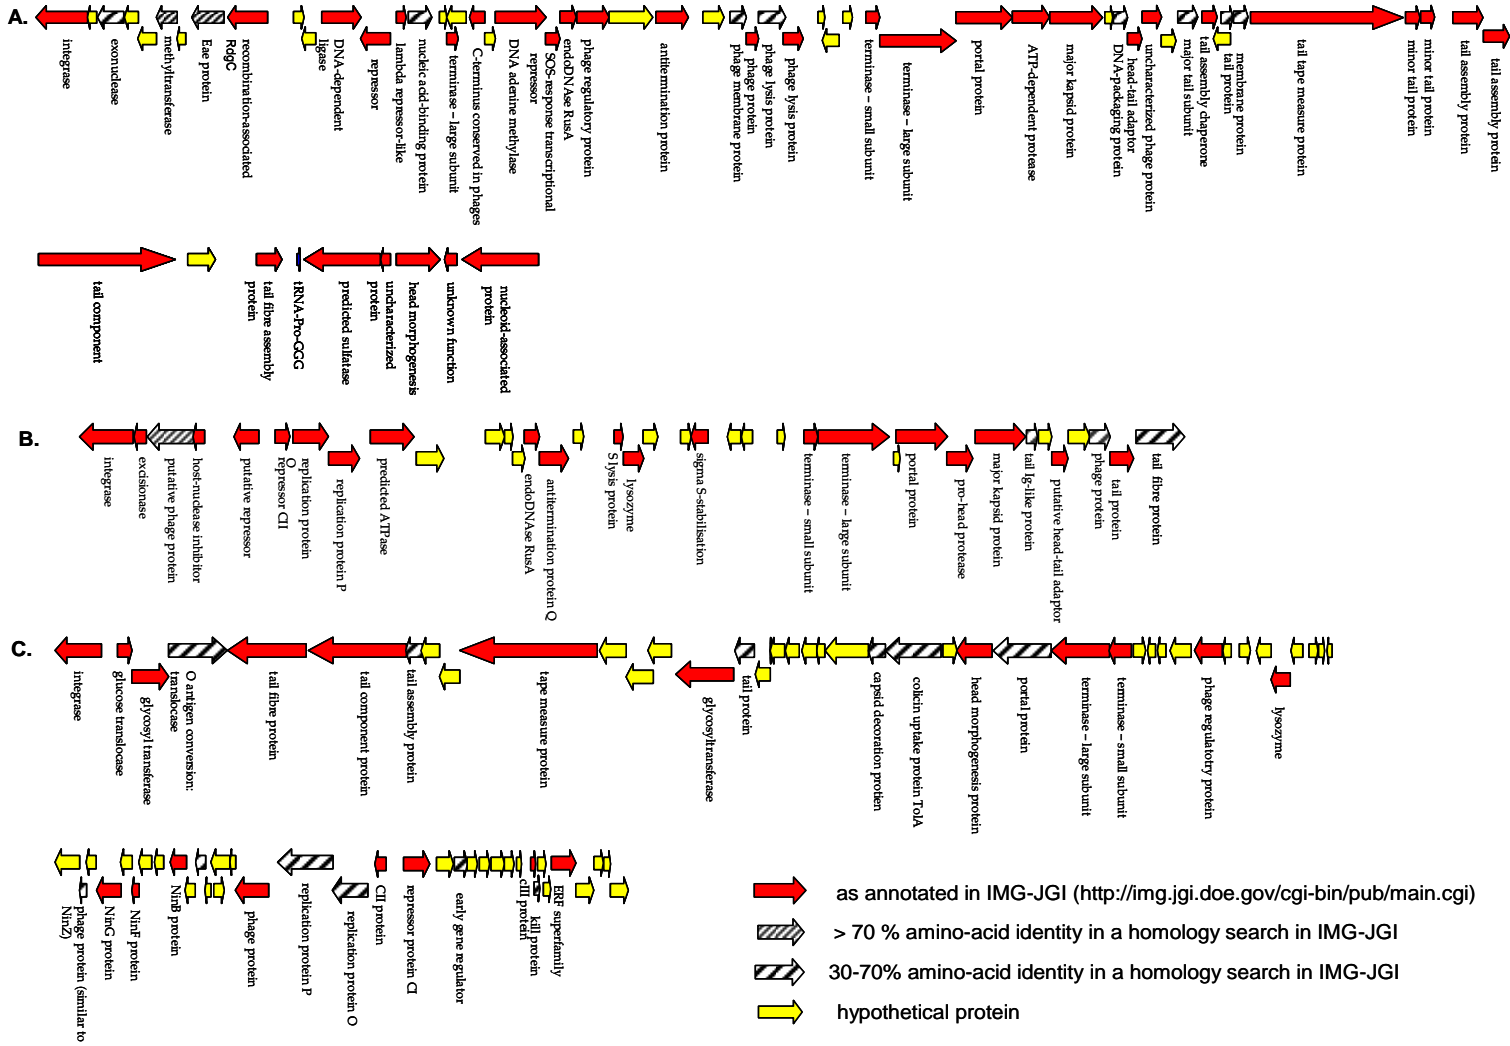 A.
integrase
exonuclease
methyltransferase
Eae protein
recombination-associated
RdgC
DNA-dependent
ligase
repressor
lambda repressor-like
nucleic acid-binding protein
terminase – large subunit
C-terminus conserved in phages
DNA adenine methylase
SOS-response transcriptional
repressor
endoDNAse RusA
phage regulatory protein
antitermination protein
phage membrane protein
phage protein
phage lysis protein
phage lysis protein
terminase – small subunit
terminase – large subunit
portal protein
ATP-dependent protease
major kapsid protein
DNA-packaging protein
head-tail adaptor
uncharacterized phage protein
major tail subunit
tail assembly chaperone
tail protein
membrane protein
tail tape measure protein
minor tail protein
minor tail protein
tail assembly protein
tail assembly protein
tail component
tail fibre assembly
protein
tRNA-Pro-GGG
predicted sulfatase
uncharacterized
protein
head morphogenesis
unknown function
nucleoid-associated
protein
B.
integrase
excisionase
putative phage protein
host-nuclease inhibitor
putative repressor
repressor CII
replication protein
O
replication protein P
predicted ATPase
endoDNAse RusA
antitermination protein Q
S lysis protein
lysozyme
sigma S-stabilisation
terminase – small subunit
terminase – large subunit
portal protein
pro-head protease
major kapsid protein
tail Ig-like protein
putative head-tail adaptor
phage protein
tail protein
tail fibre protein
C.
integrase
glucose translocase
glycosyl transferase
O antigen conversion:
translocase
tail fibre protein
tail component protein
tail assembly protein
tape measure protein
glycosyltransferase
tail protein
capsid decoration protien
colicin uptake protein TolA
head morphogenesis protein
portal protein
terminase – large subunit
terminase – small subunit
phage regulatotry protein
lysozyme
phage protein (similar to
NinZ)
NinG protein
NinF protein
NinB protein
phage protein
replication protein P
replication protein O
CII protein
repressor protein CI
early gene regulator
cIII protein
kil protein
ERF superfamily
as annotated in IMG-JGI (http://img.jgi.doe.gov/cgi-bin/pub/main.cgi)
> 70 % amino-acid identity in a homology search in IMG-JGI
30-70% amino-acid identity in a homology search in IMG-JGI
hypothetical protein